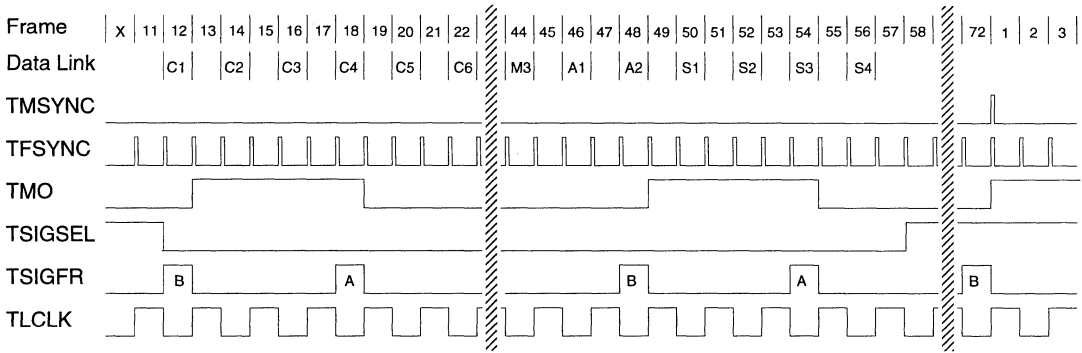 Frame X 11 12 13 14 15 16 17 18 19 20 21 22 44 45 46 47 48 49 50 51 52 53 54 55 56 57 58 72 1 2 3
Data Link C1 C2 C3 C4 C5 C6 M3 A1 A2 S1 S2 S3 S4
TMSYNC
TFSYNC
TMO
TSIGSEL
TSIGFR B A B A B
TLCLK